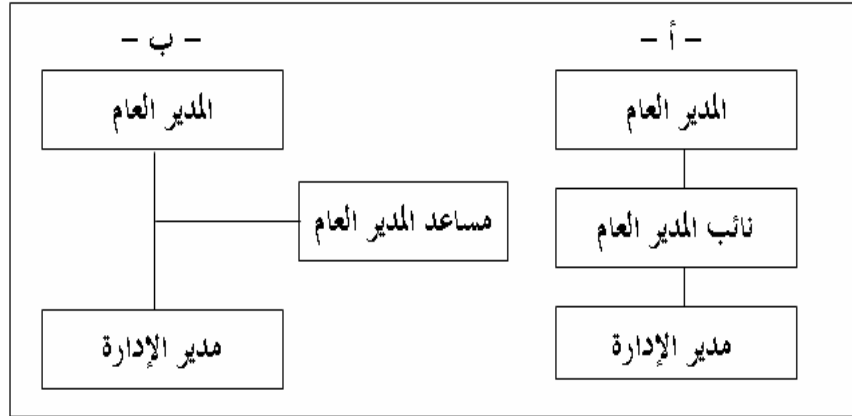 - أ -
المدير العام
نائب المدير العام
مدير الإدارة
- ب -
المدير العام
مساعد المدير العام
مدير الإدارة